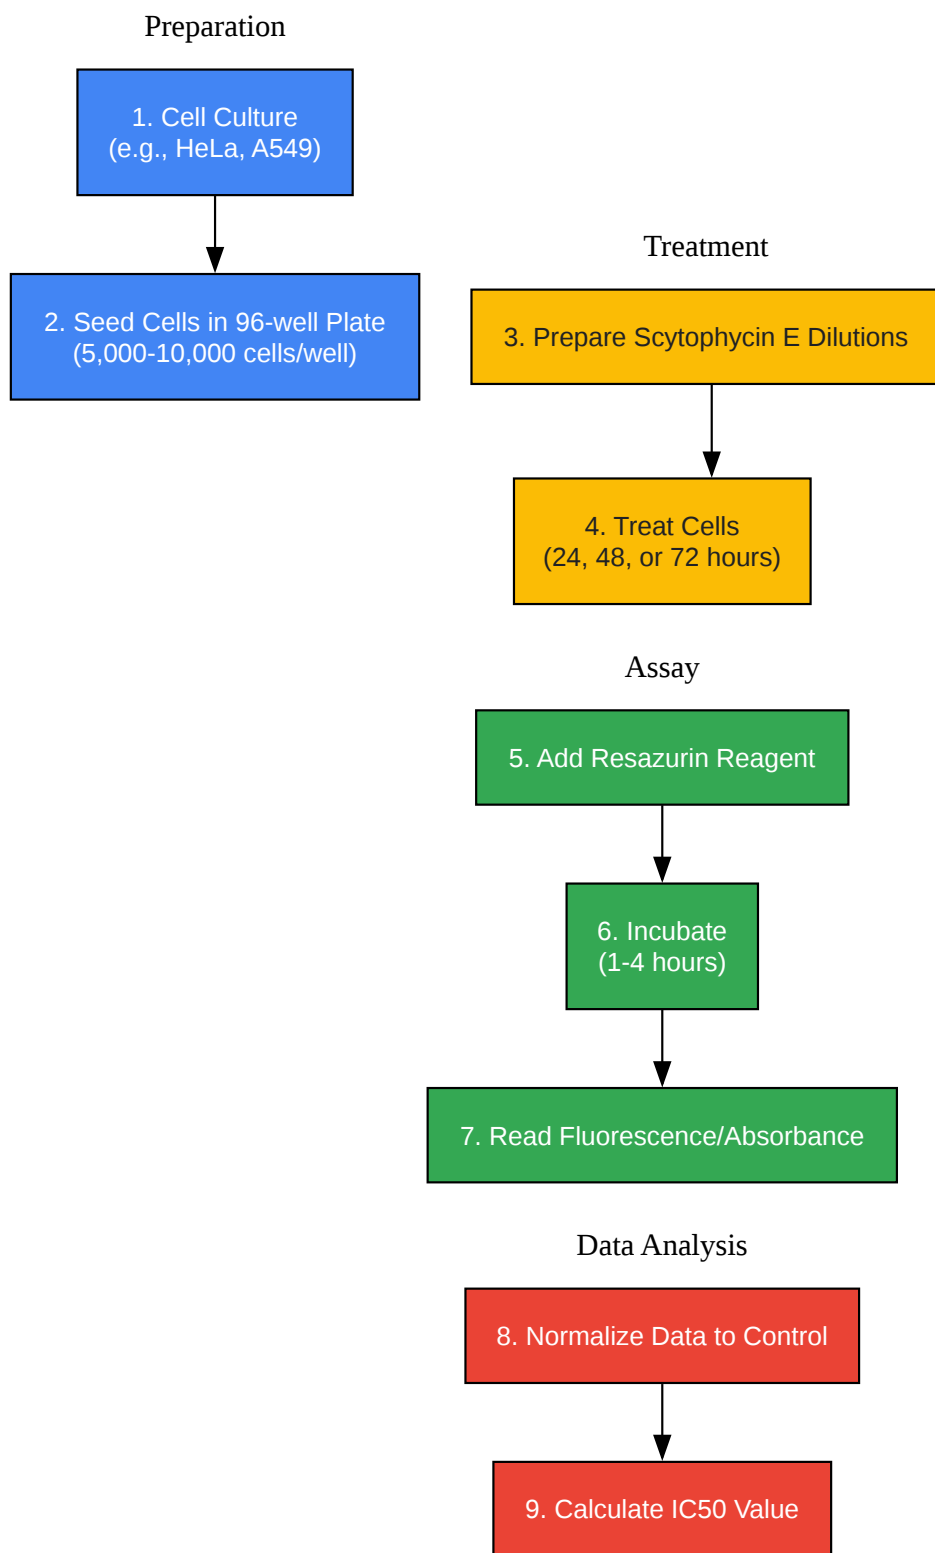 Preparation
1. Cell Culture
(e.g., HeLa, A549)
2. Seed Cells in 96-well Plate
(5,000-10,000 cells/well)
Treatment
3. Prepare Scytophycin E Dilutions
4. Treat Cells
(24, 48, or 72 hours)
Assay
5. Add Resazurin Reagent
6. Incubate
(1-4 hours)
7. Read Fluorescence/Absorbance
Data Analysis
8. Normalize Data to Control
9. Calculate IC50 Value